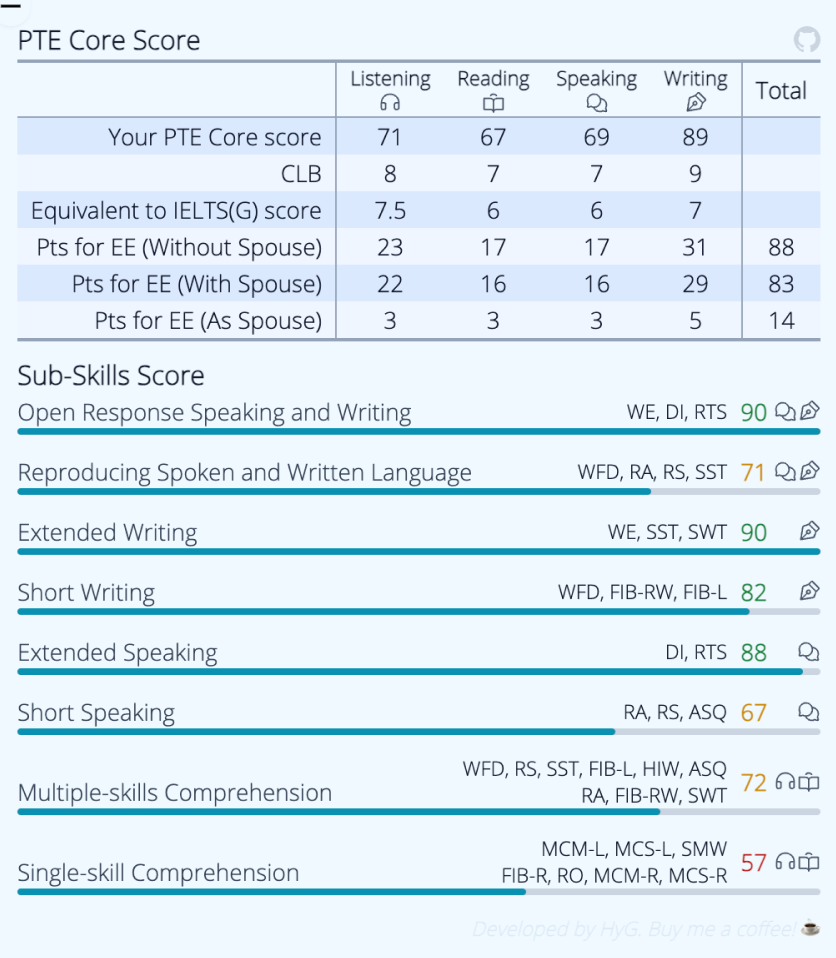 PTE Core Score
Listening Reading Speaking Writing Total
Your PTE Core score 71 67 69 89
CLB 8 7 7 9
Equivalent to IELTS(G) score 7.5 6 6 7
Pts for EE (Without Spouse) 23 17 17 31 88
Pts for EE (With Spouse) 22 16 16 29 83
Pts for EE (As Spouse) 3 3 3 5 14
Sub-Skills Score
Open Response Speaking and Writing WE, DI, RTS 90
Reproducing Spoken and Written Language WFD, RA, RS, SST 71
Extended Writing WE, SST, SWT 90
Short Writing WFD, FIB-RW, FIB-L 82
Extended Speaking DI, RTS 88
Short Speaking RA, RS, ASQ 67
WFD, RS, SST, FIB-L, HIW, ASQ
Multiple-skills Comprehension RA, FIB-RW, SWT 72
MCM-L, MCS-L, SMW
Single-skill Comprehension FIB-R, RO, MCM-R, MCS-R 57
Developed by HyG. Buy me a coffee!